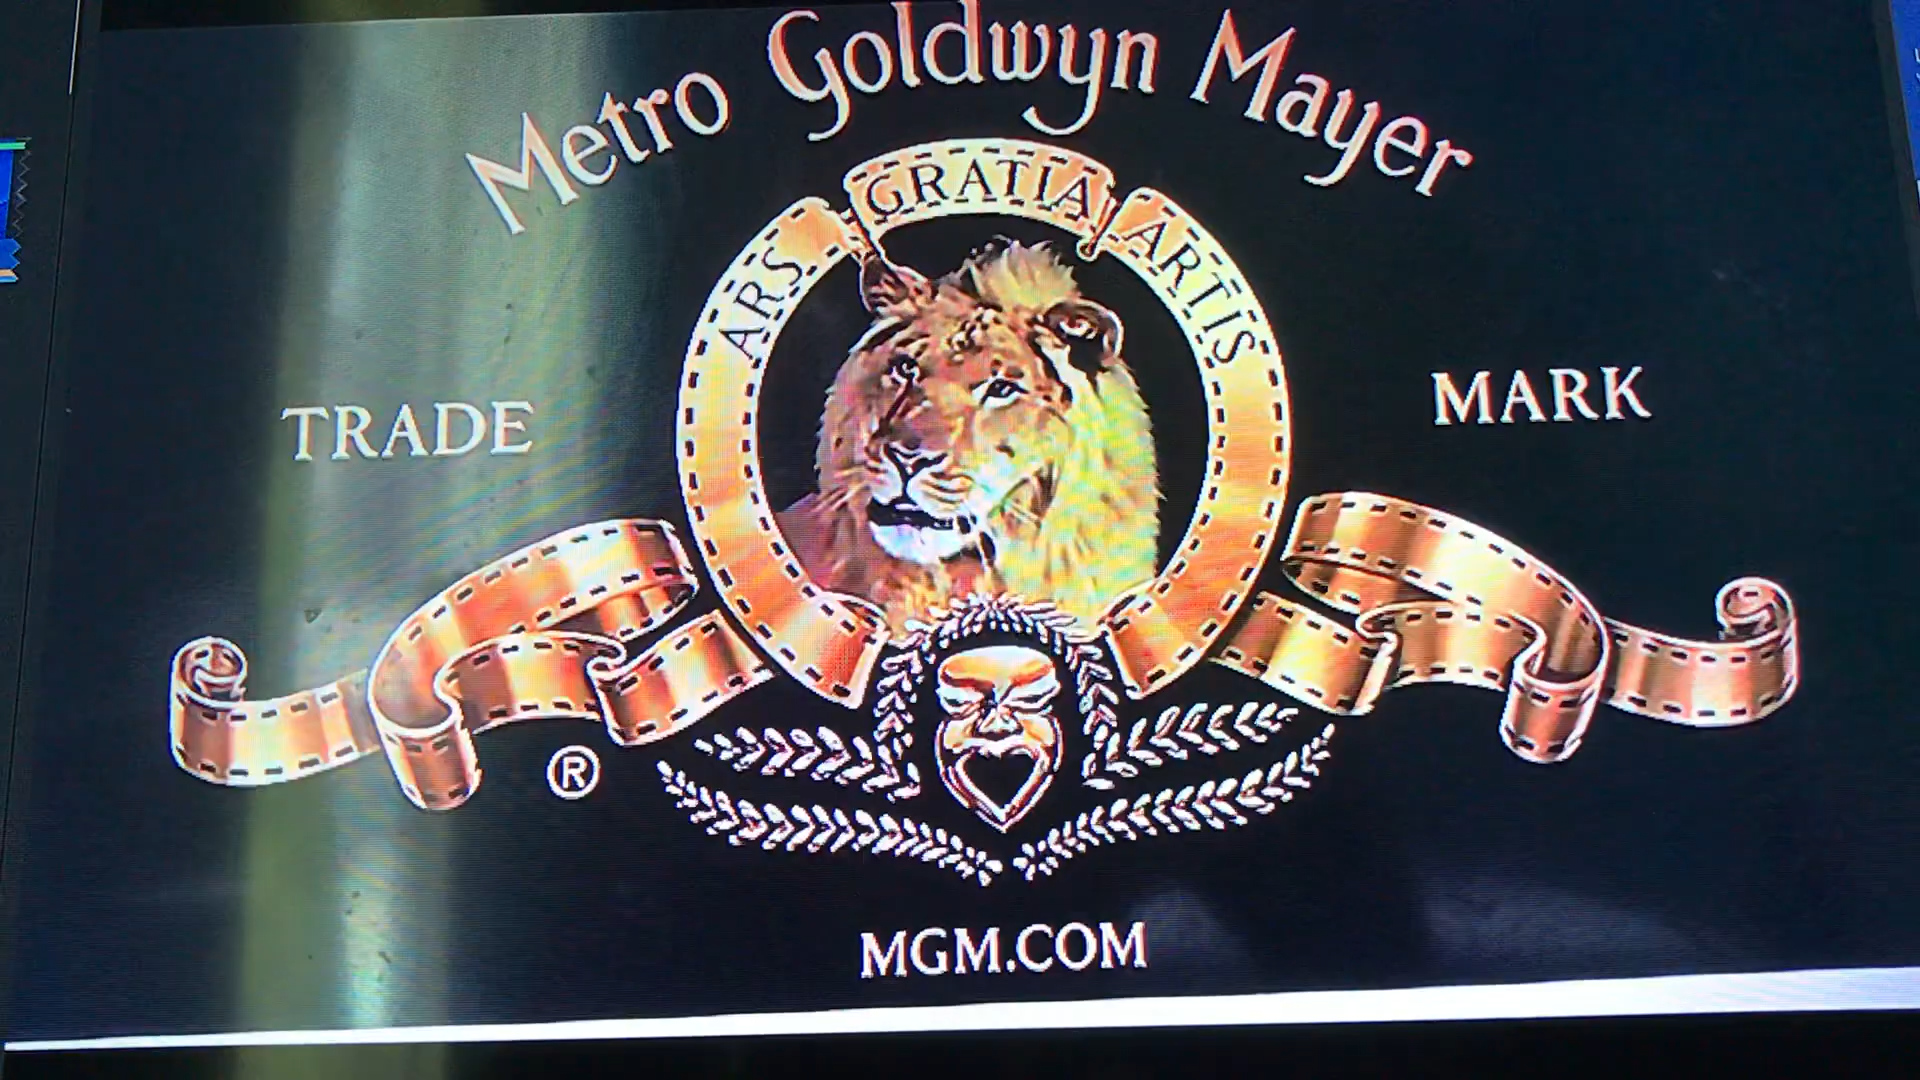 Metro Goldwyn Mayer
ARS GRATIA ARTIS
TRADE MARK
®
MGM.COM